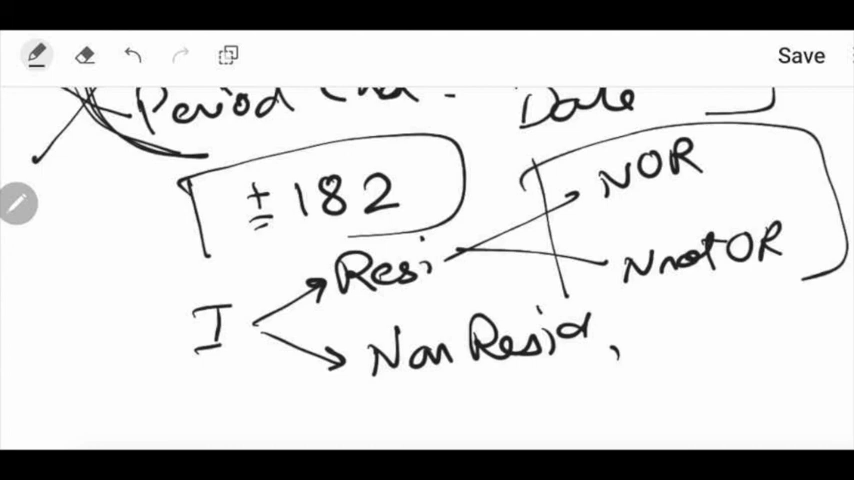 Save
Period Date
± 182
NOR
Resi
NnotOR
I
Non Resid,